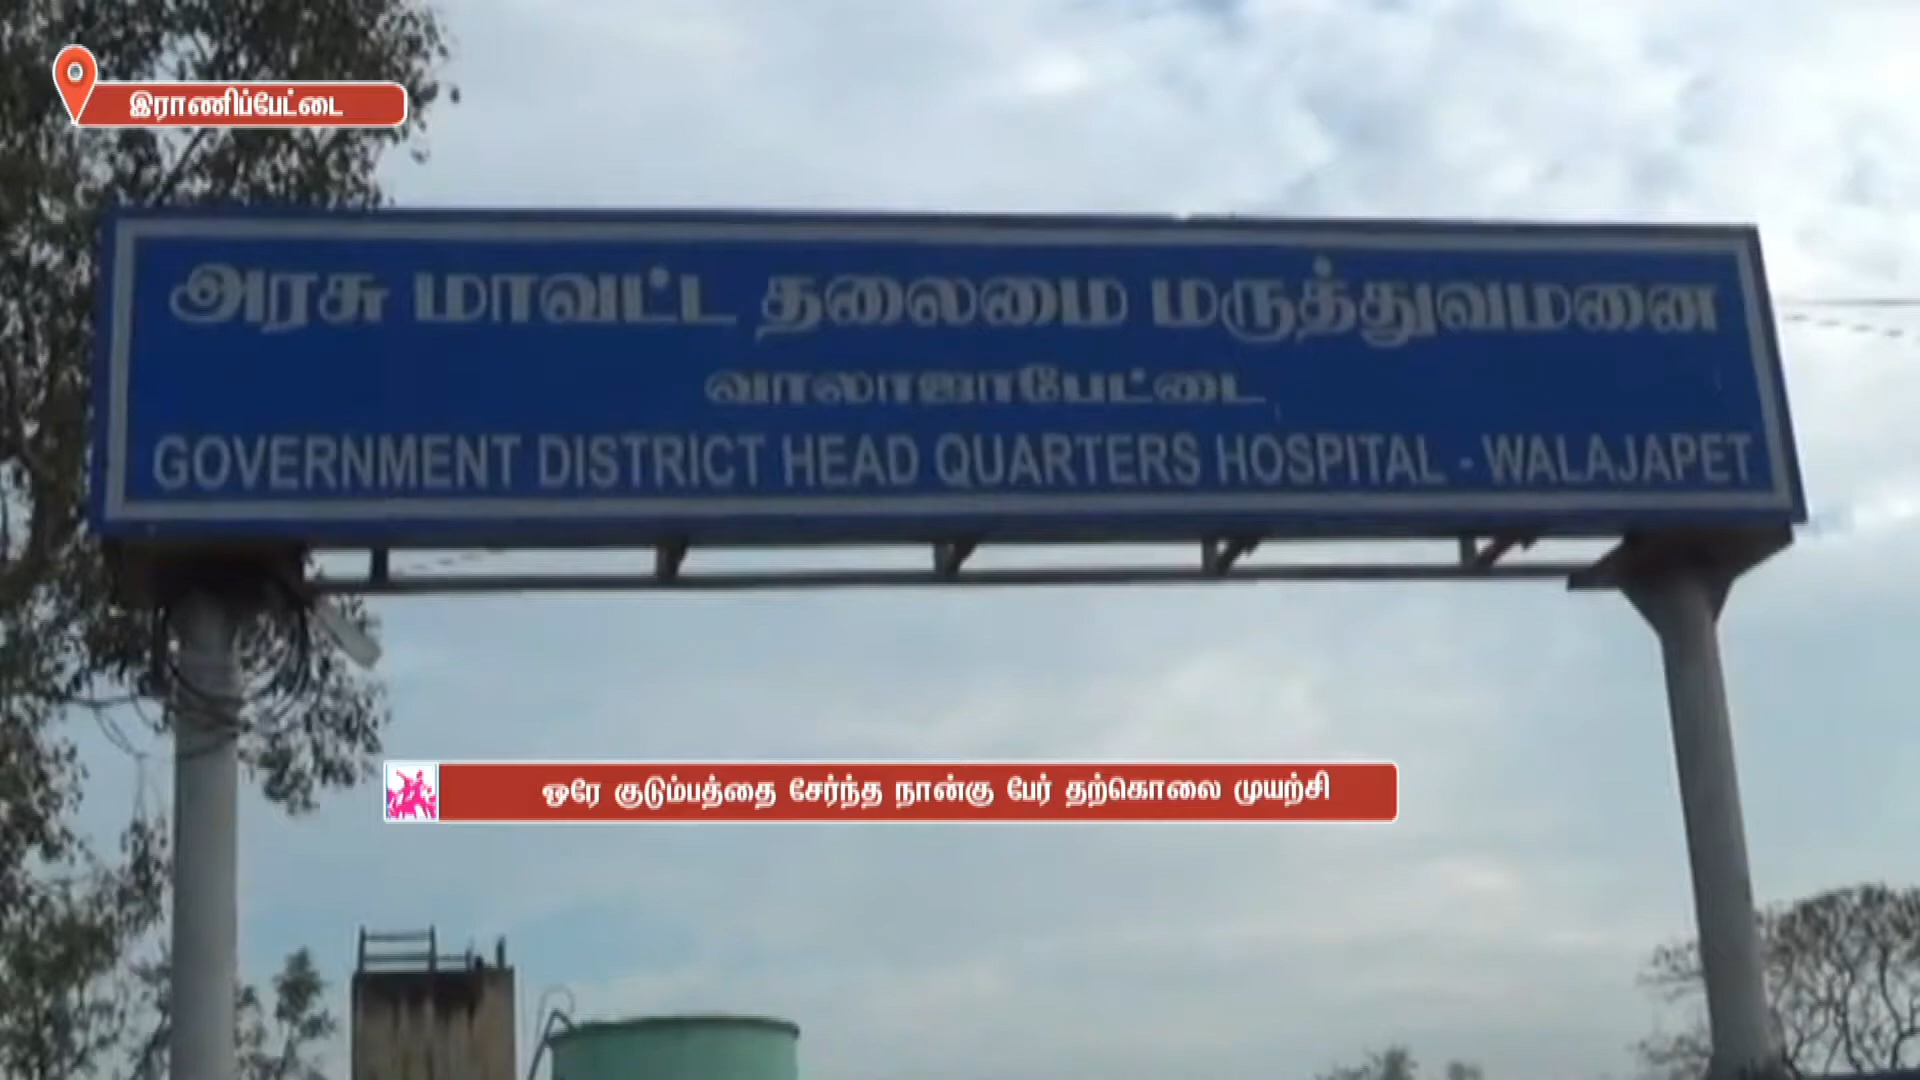 இராணிப்பேட்டை
அரசு மாவட்ட தலைமை மருத்துவமனை
வாலாஜாபேட்டை
GOVERNMENT DISTRICT HEAD QUARTERS HOSPITAL - WALAJAPET
ஒரே குடும்பத்தை சேர்ந்த நான்கு பேர் தற்கொலை முயற்சி